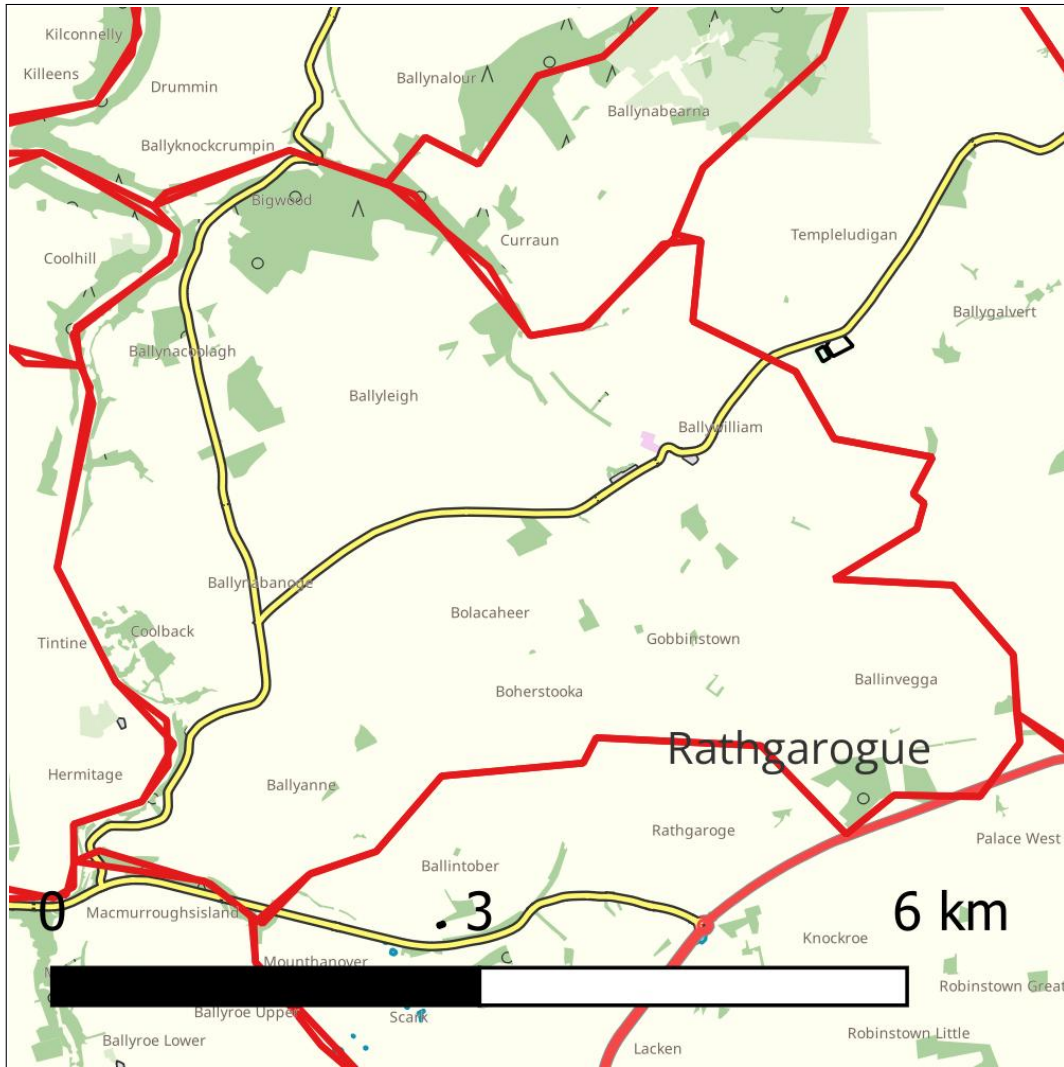 Kilconnelly
Killeens
Drummin
Ballynalour
Ballynabearna
Ballyknockcrumpin
Bigwood
Curraun
Templeludigan
Coolhill
Ballygalvert
Ballynacoolagh
Ballyleigh
Ballywilliam
Ballynabanoge
Bolacaheer
Coolback
Gobbinstown
Tintine
Ballinvegga
Boherstooka
Rathgarogue
Hermitage
Ballyanne
Rathgaroge
Palace West
Ballintober
Macmurroughsisland
0
3
6 km
Knockroe
Mounthanover
Robinstown Great
Ballyroe Upper
Scark
Ballyroe Lower
Lacken
Robinstown Little